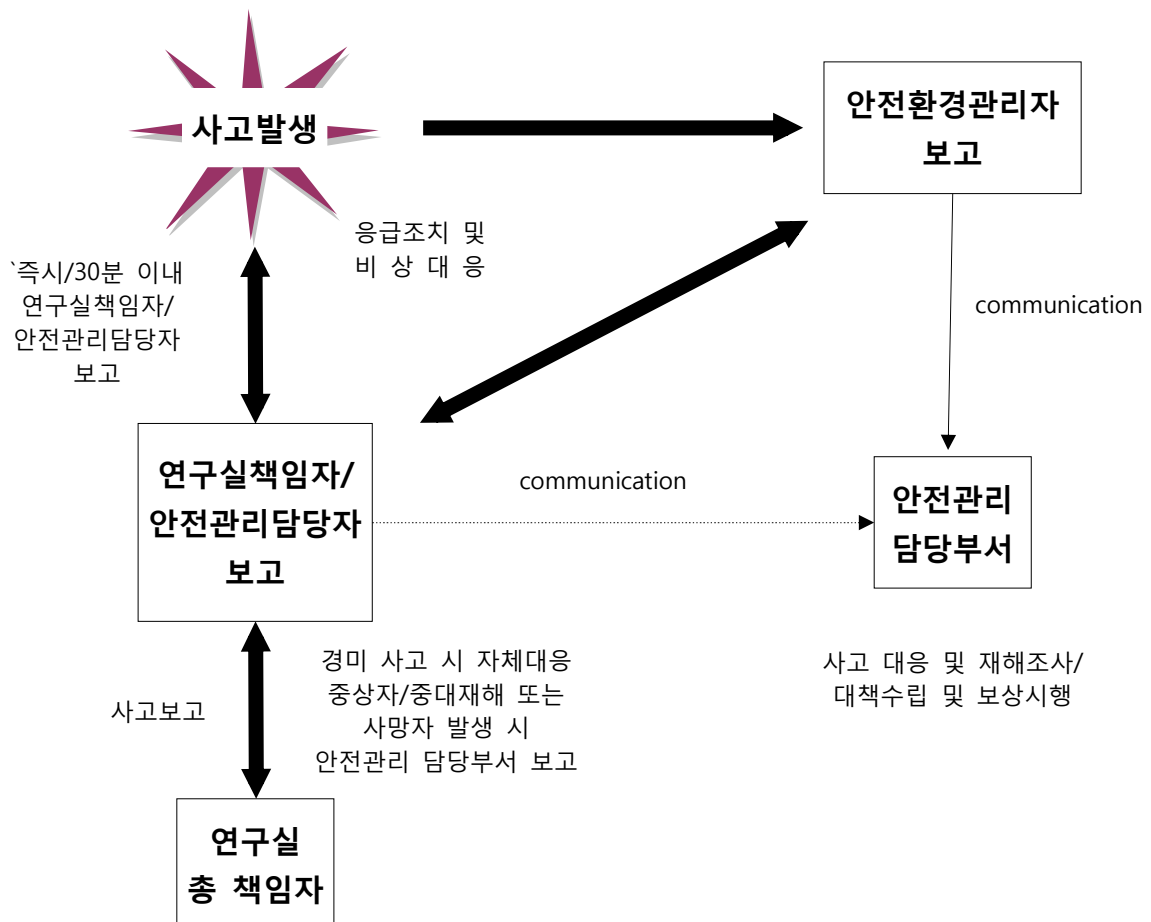 사고발생
안전환경관리자
보고
응급조치 및
비 상 대 응
`즉시/30분 이내
연구실책임자/
안전관리담당자
보고
communication
연구실책임자/
안전관리담당자
보고
communication
안전관리
담당부서
경미 사고 시 자체대응
중상자/중대재해 또는
사망자 발생 시
안전관리 담당부서 보고
사고 대응 및 재해조사/
대책수립 및 보상시행
사고보고
연구실
총 책임자